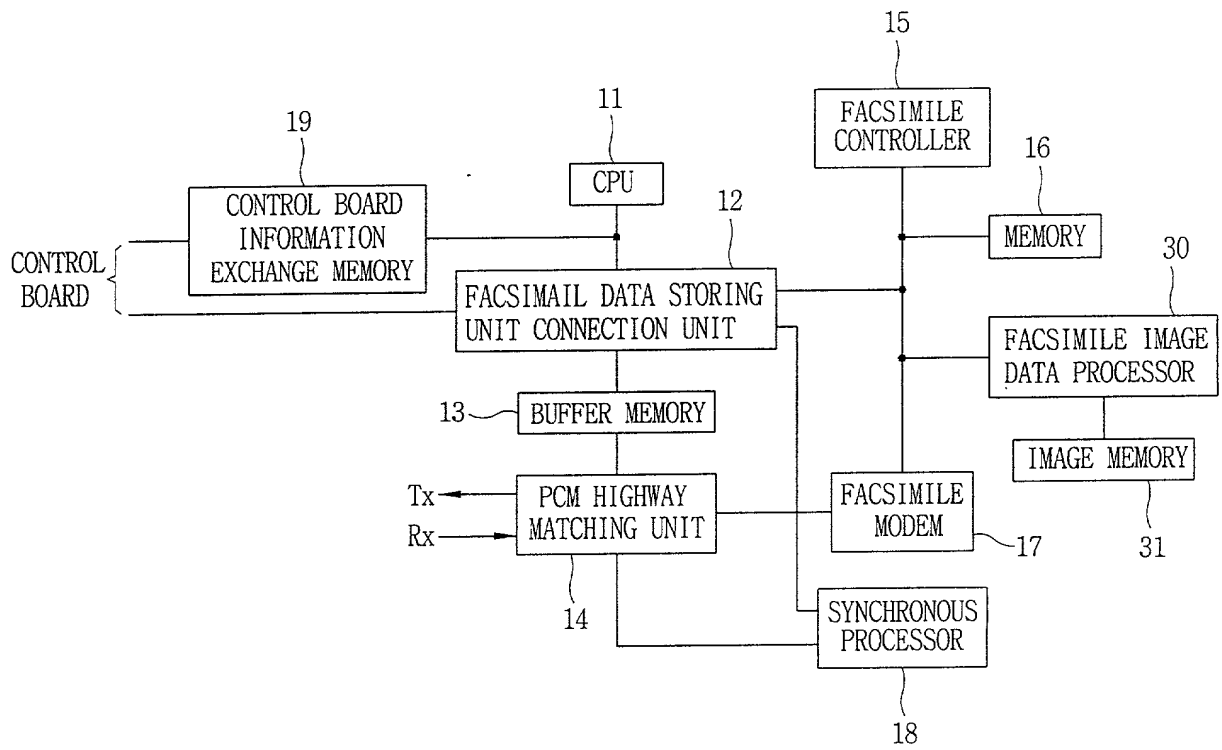 15
FACSIMILE
CONTROLLER
11
CPU
19
CONTROL BOARD
INFORMATION
EXCHANGE MEMORY
12
16
MEMORY
CONTROL
BOARD
FACSIMAIL DATA STORING
UNIT CONNECTION UNIT
30
FACSIMILE IMAGE
DATA PROCESSOR
13
BUFFER MEMORY
IMAGE MEMORY
31
Tx
Rx
PCM HIGHWAY
MATCHING UNIT
14
FACSIMILE
MODEM
17
SYNCHRONOUS
PROCESSOR
18